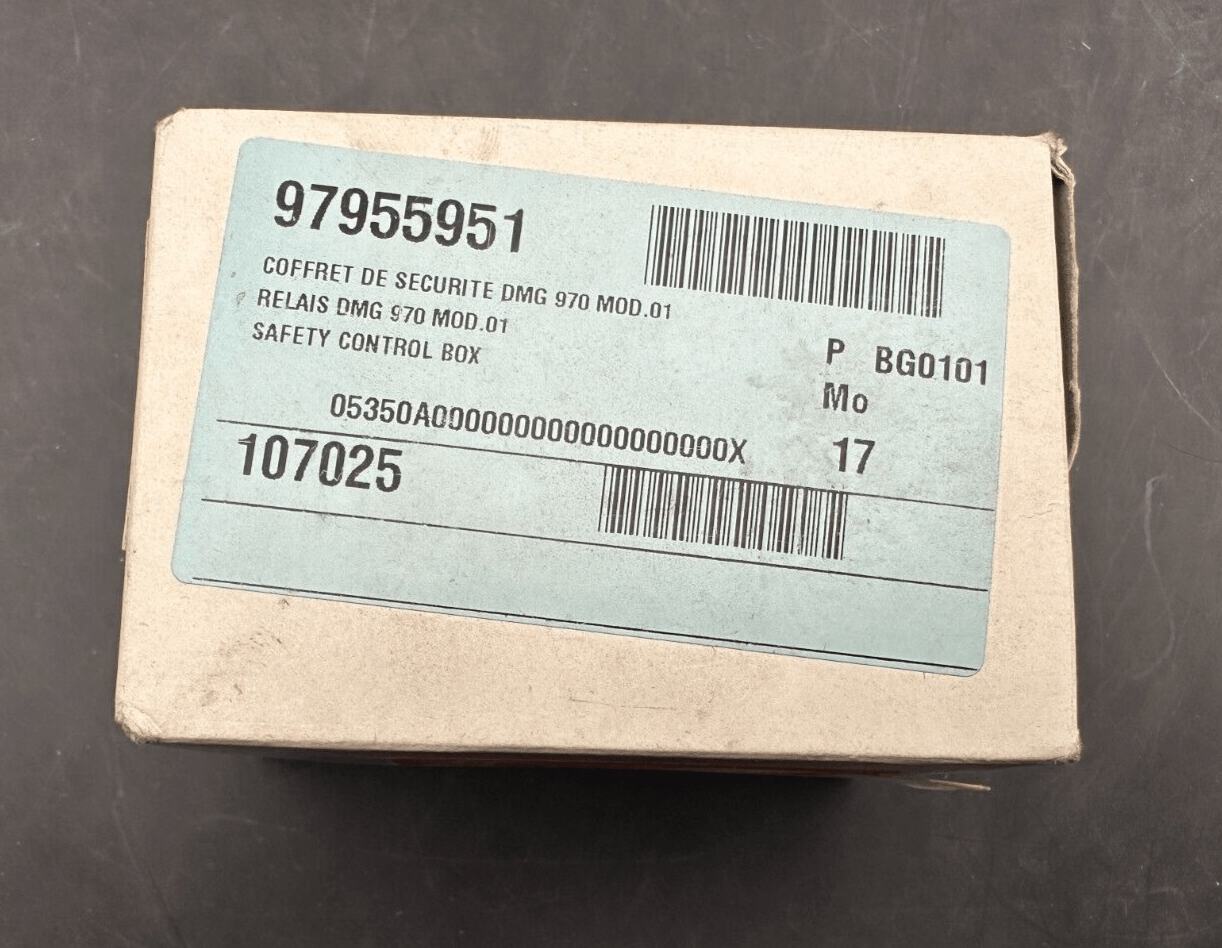 97955951
COFFRET DE SECURITE DMG 970 MOD.01
RELAIS DMG 970 MOD.01
SAFETY CONTROL BOX
P BG0101
Mo
05350A0000000000000000000X 17
107025